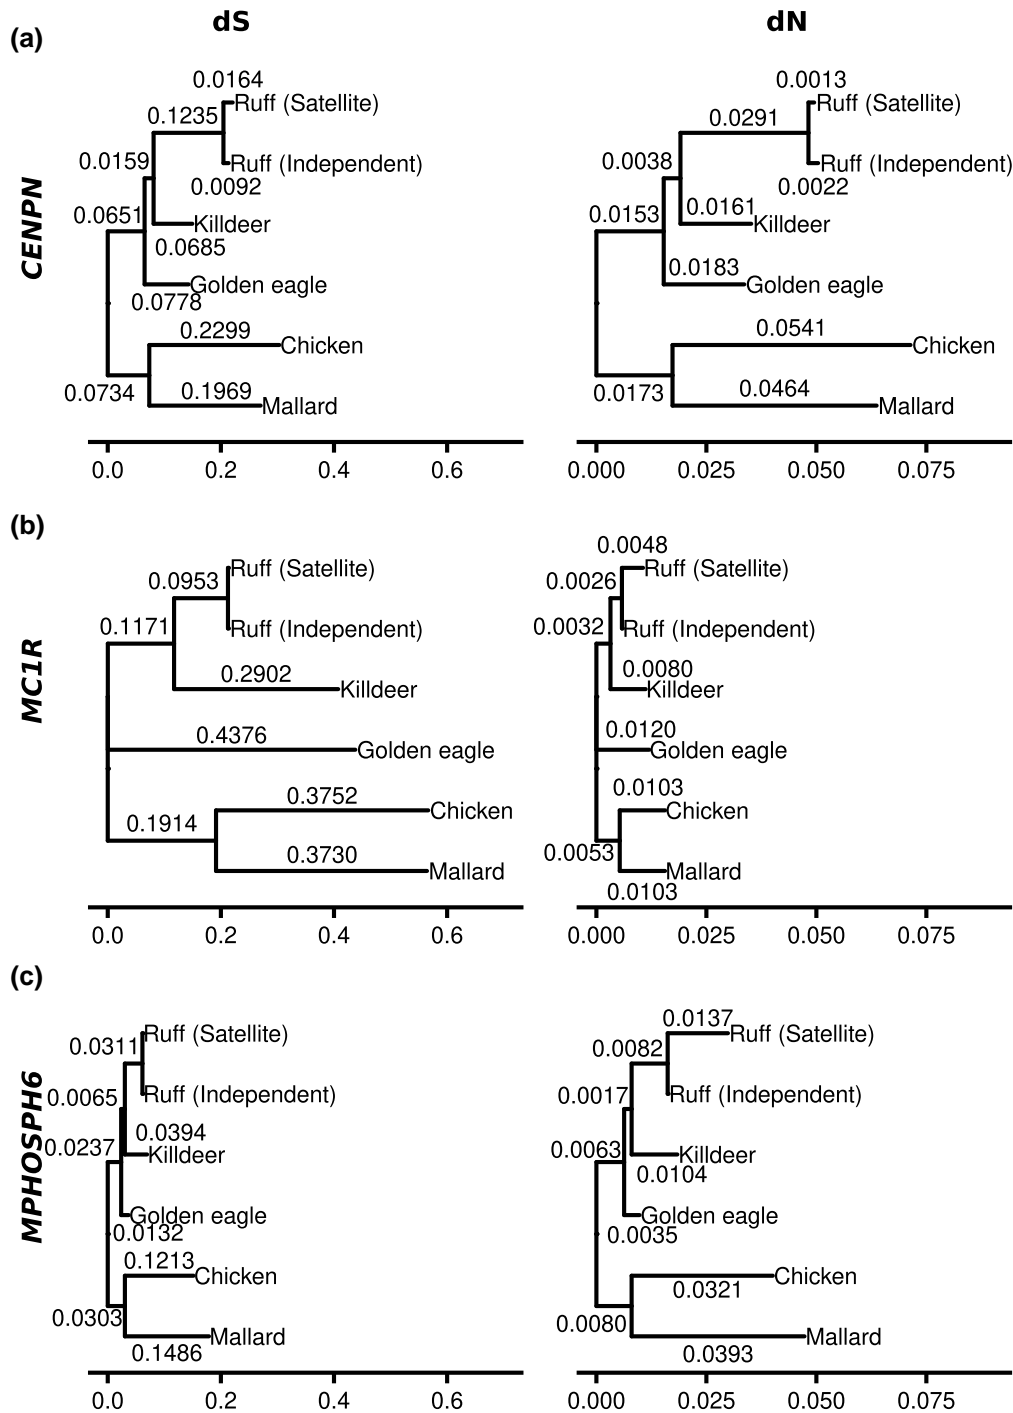 dS dN
(a)
CENPN
0.0164
Ruff (Satellite)
0.1235
0.0159
Ruff (Independent)
0.0092
0.0651
Killdeer
0.0685
Golden eagle
0.0778
0.2299
Chicken
0.0734
0.1969
Mallard
0.0 0.2 0.4 0.6
0.0013
Ruff (Satellite)
0.0291
0.0038
Ruff (Independent)
0.0022
0.0153
0.0161
Killdeer
0.0183
Golden eagle
0.0541
Chicken
0.0173
0.0464
Mallard
0.000 0.025 0.050 0.075
(b)
MC1R
Ruff (Satellite)
0.0953
0.1171
Ruff (Independent)
0.2902
Killdeer
0.4376
Golden eagle
0.3752
Chicken
0.1914
0.3730
Mallard
0.0 0.2 0.4 0.6
0.0048
Ruff (Satellite)
0.0026
0.0032
Ruff (Independent)
0.0080
Killdeer
0.0120
Golden eagle
0.0103
Chicken
0.0053
Mallard
0.0103
0.000 0.025 0.050 0.075
(c)
MPHOSPH6
Ruff (Satellite)
0.0311
0.0065
Ruff (Independent)
0.0394
0.0237
Killdeer
Golden eagle
0.0132
0.1213
Chicken
0.0303
Mallard
0.1486
0.0 0.2 0.4 0.6
0.0137
Ruff (Satellite)
0.0082
0.0017
Ruff (Independent)
0.0063
Killdeer
0.0104
Golden eagle
0.0035
Chicken
0.0321
0.0080
Mallard
0.0393
0.000 0.025 0.050 0.075